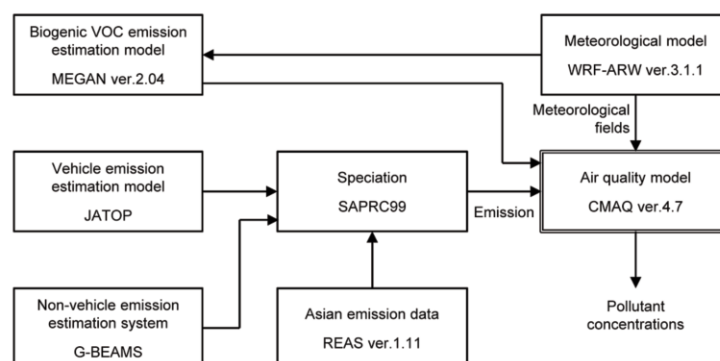 Biogenic VOC emission
estimation model
MEGAN ver.2.04
Meteorological model
WRF-ARW ver.3.1.1
Meteorological
fields
Vehicle emission
estimation model
JATOP
Speciation
SAPRC99
Emission
Air quality model
CMAQ ver.4.7
Non-vehicle emission
estimation system
G-BEAMS
Asian emission data
REAS ver.1.11
Pollutant
concentrations